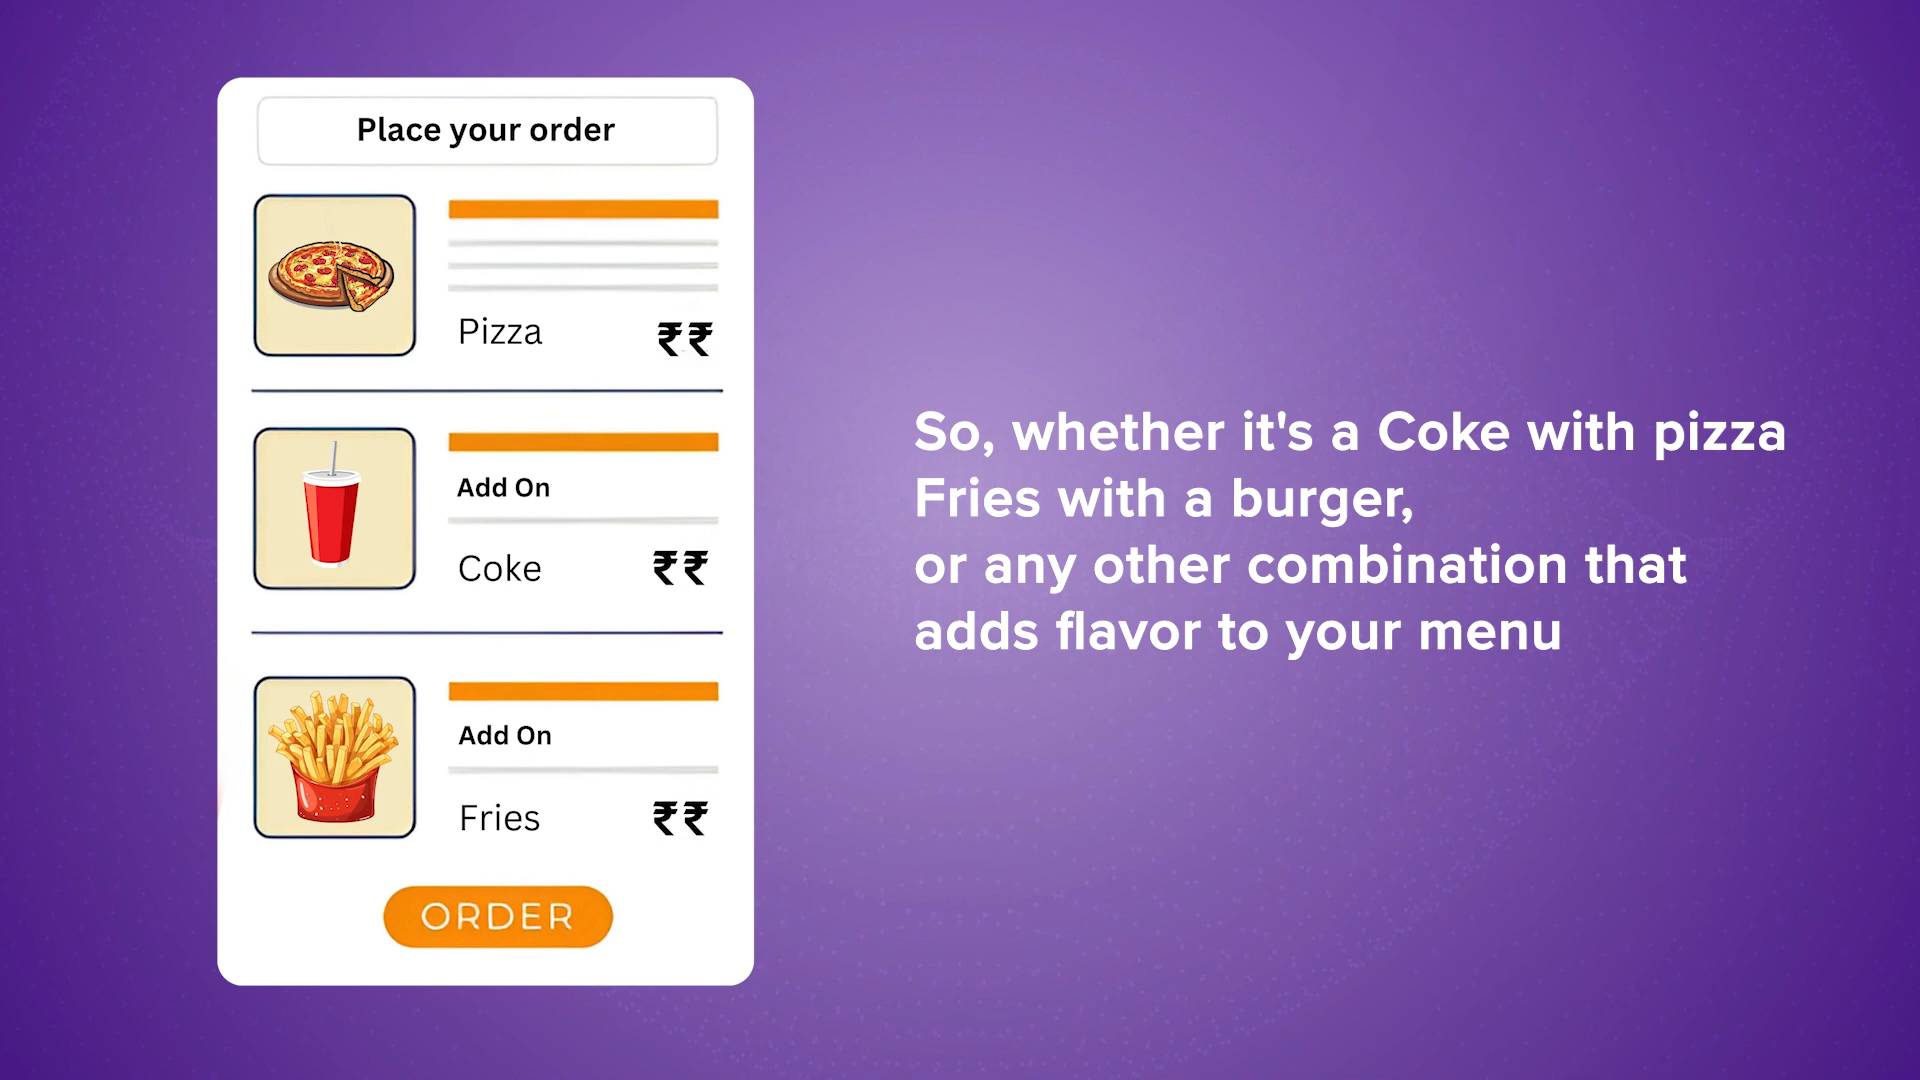 Place your order
Pizza ₹₹
Add On
Coke ₹₹
Add On
Fries ₹₹
ORDER
So, whether it's a Coke with pizza
Fries with a burger,
or any other combination that
adds flavor to your menu